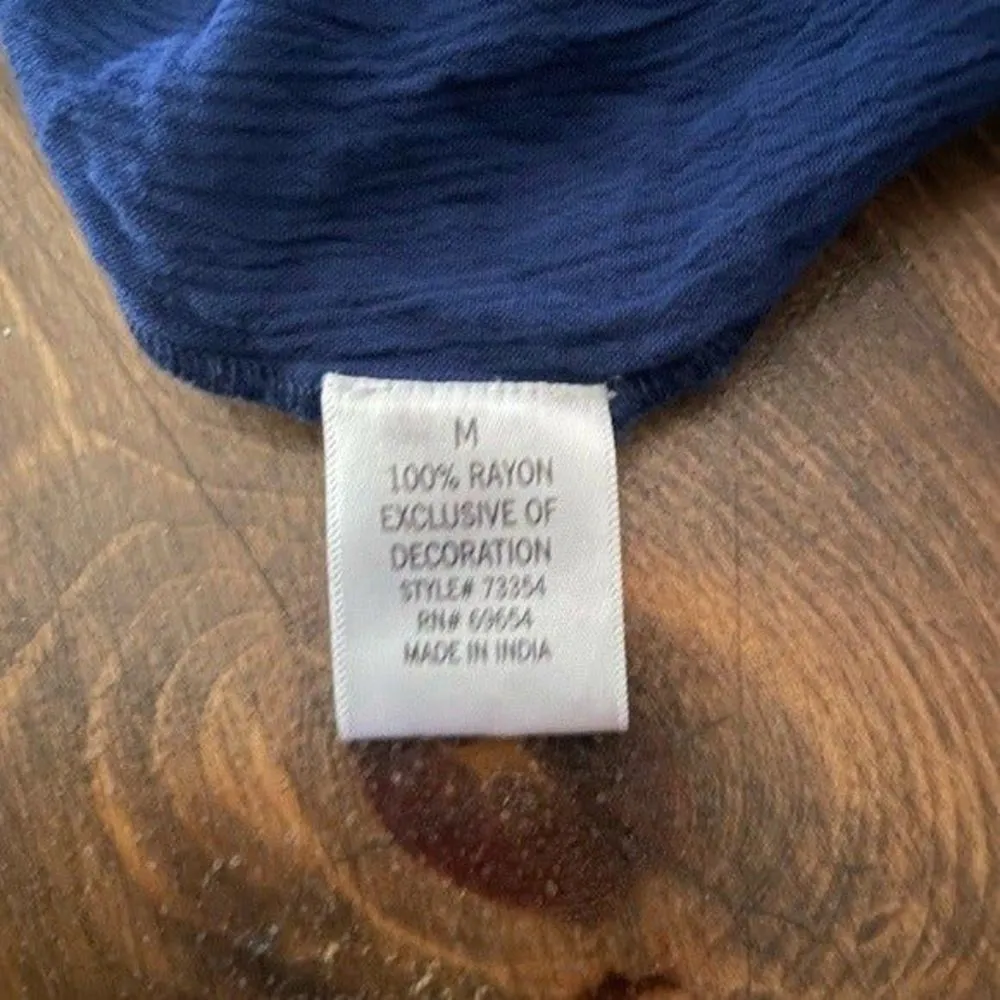 M
100% RAYON
EXCLUSIVE OF
DECORATION
STYLE# 73354
RN# 69654
MADE IN INDIA